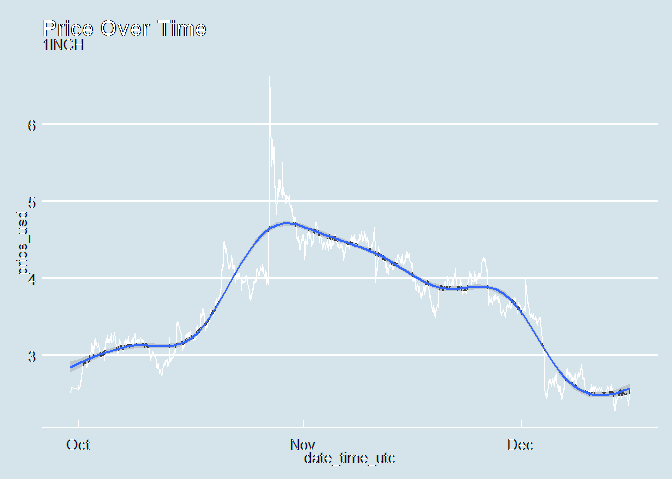 Price Over Time
1INCH
price_usd
6
5
4
3
Oct
Nov
Dec
date_time_utc